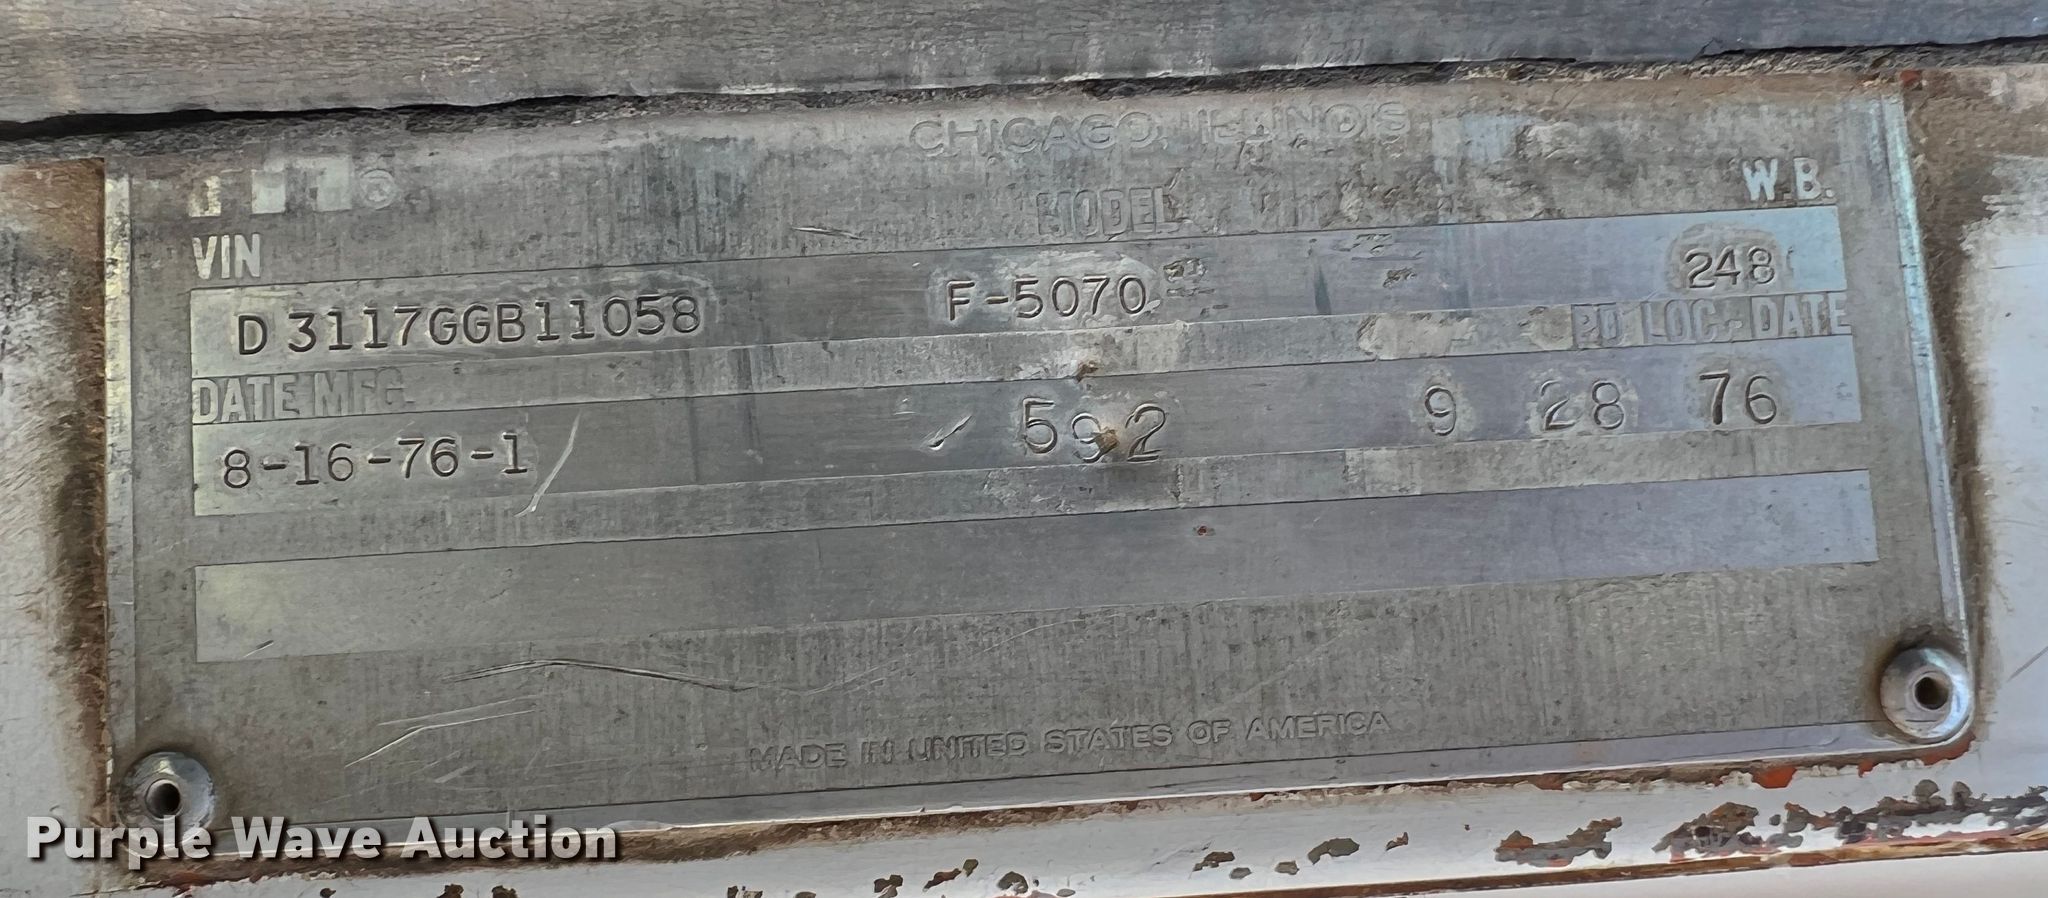 CHICAGO, ILLINOIS
MODEL
W.B.
VIN
D3117GGB11058 F-5070 248
PD LOC.-DATE
DATE MFG.
8-16-76-1 592 9 28 76
MADE IN UNITED STATES OF AMERICA
Purple Wave Auction